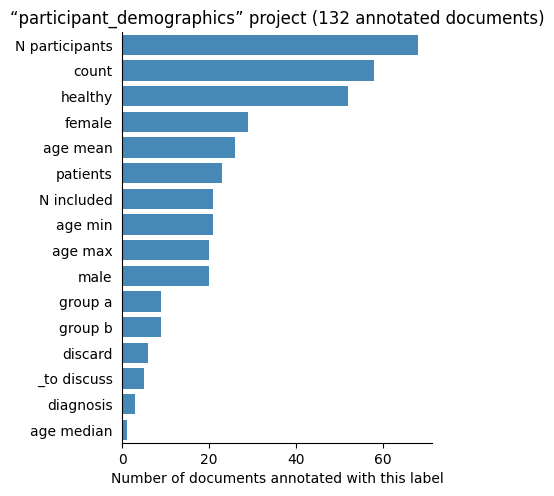 “participant_demographics” project (132 annotated documents)
N participants
count
healthy
female
age mean
patients
N included
age min
age max
male
group a
group b
discard
_to discuss
diagnosis
age median
0 20 40 60
Number of documents annotated with this label